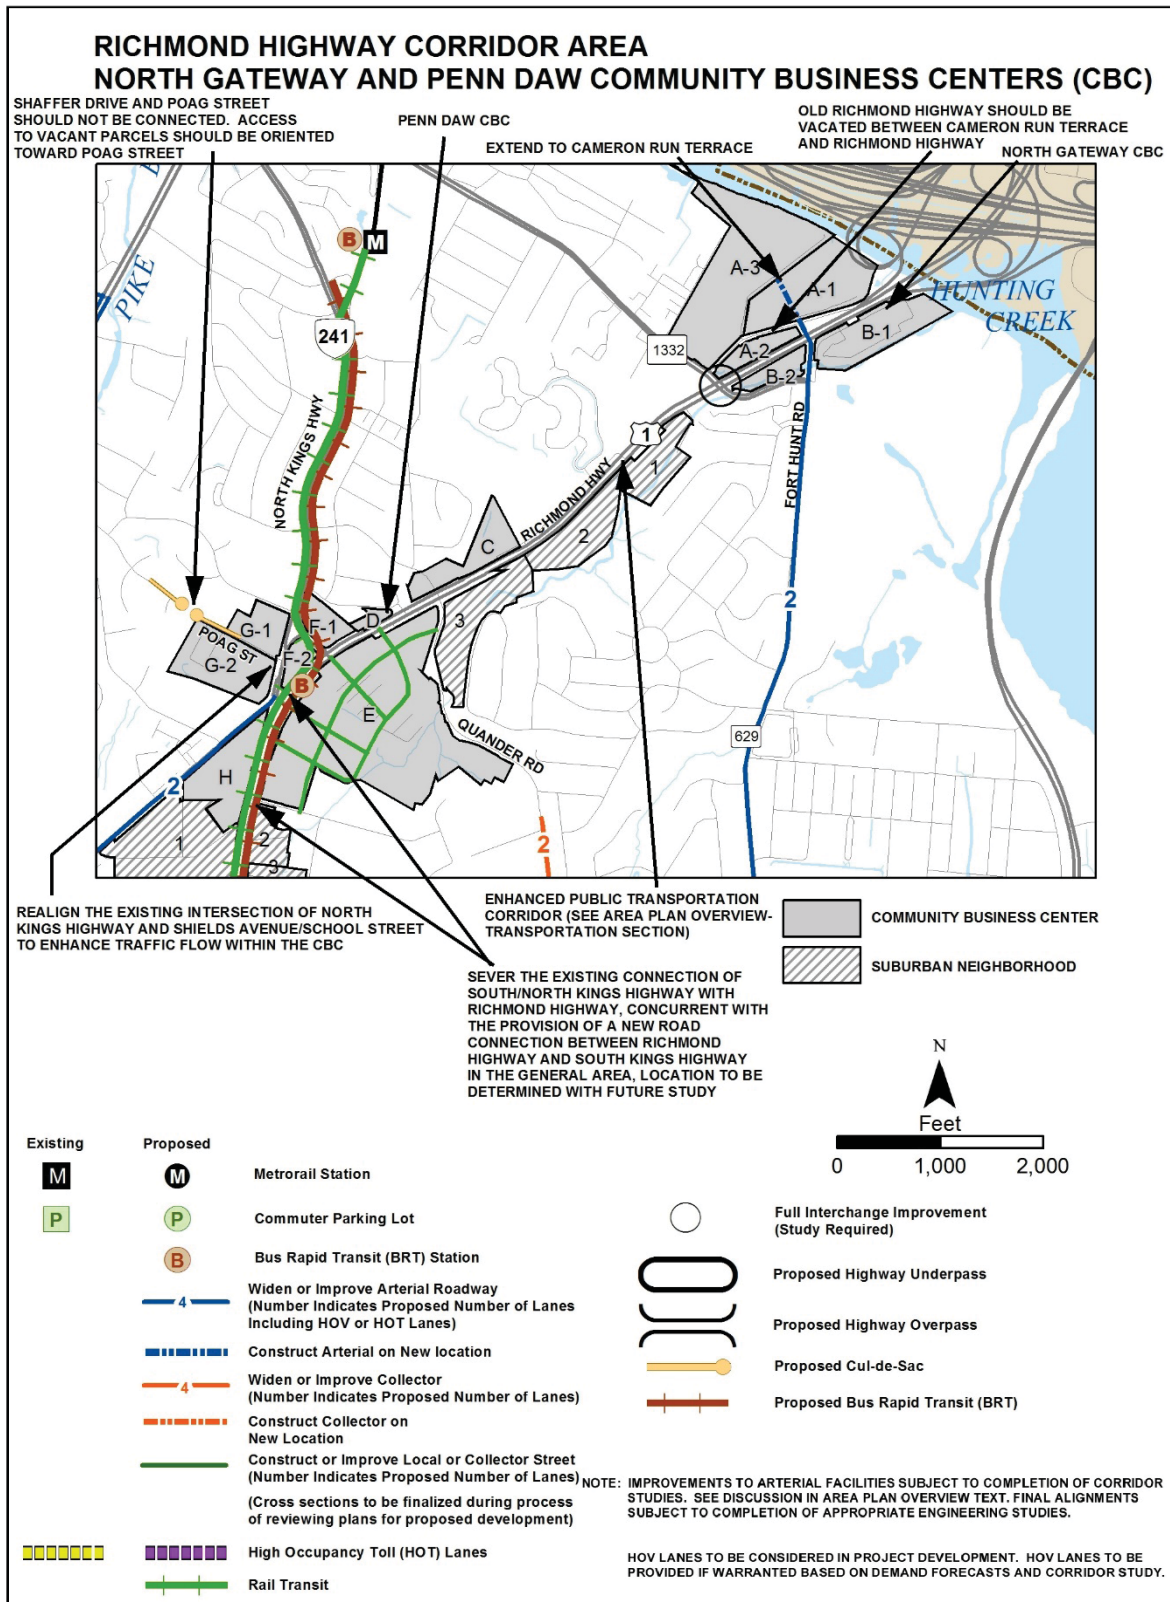 RICHMOND HIGHWAY CORRIDOR AREA
NORTH GATEWAY AND PENN DAW COMMUNITY BUSINESS CENTERS (CBC)
SHAFFER DRIVE AND POAG STREET
SHOULD NOT BE CONNECTED. ACCESS
TO VACANT PARCELS SHOULD BE ORIENTED
TOWARD POAG STREET
PENN DAW CBC
EXTEND TO CAMERON RUN TERRACE
OLD RICHMOND HIGHWAY SHOULD BE
VACATED BETWEEN CAMERON RUN TERRACE
AND RICHMOND HIGHWAY
NORTH GATEWAY CBC
PIKE
B
M
241
NORTH KINGS HWY
A-3
A-1
HUNTING
CREEK
B-1
1332
A-2
B-2
1
1
RICHMOND HWY
FORT HUNT RD
2
C
2
3
D
F-1
G-1
POAG ST
G-2
F-2
B
E
QUANDER RD
629
H
2
1
2
3
2
REALIGN THE EXISTING INTERSECTION OF NORTH
KINGS HIGHWAY AND SHIELDS AVENUE/SCHOOL STREET
TO ENHANCE TRAFFIC FLOW WITHIN THE CBC
ENHANCED PUBLIC TRANSPORTATION
CORRIDOR (SEE AREA PLAN OVERVIEW-
TRANSPORTATION SECTION)
COMMUNITY BUSINESS CENTER
SUBURBAN NEIGHBORHOOD
SEVER THE EXISTING CONNECTION OF
SOUTH/NORTH KINGS HIGHWAY WITH
RICHMOND HIGHWAY, CONCURRENT WITH
THE PROVISION OF A NEW ROAD
CONNECTION BETWEEN RICHMOND
HIGHWAY AND SOUTH KINGS HIGHWAY
IN THE GENERAL AREA, LOCATION TO BE
DETERMINED WITH FUTURE STUDY
N
Feet
0 1,000 2,000
Existing Proposed
M M Metrorail Station
P P Commuter Parking Lot
B Bus Rapid Transit (BRT) Station
4 Widen or Improve Arterial Roadway
(Number Indicates Proposed Number of Lanes
Including HOV or HOT Lanes)
Construct Arterial on New location
4 Widen or Improve Collector
(Number Indicates Proposed Number of Lanes)
Construct Collector on
New Location
Construct or Improve Local or Collector Street
(Number Indicates Proposed Number of Lanes)
(Cross sections to be finalized during process
of reviewing plans for proposed development)
High Occupancy Toll (HOT) Lanes
Rail Transit
Full Interchange Improvement
(Study Required)
Proposed Highway Underpass
Proposed Highway Overpass
Proposed Cul-de-Sac
Proposed Bus Rapid Transit (BRT)
NOTE: IMPROVEMENTS TO ARTERIAL FACILITIES SUBJECT TO COMPLETION OF CORRIDOR
STUDIES. SEE DISCUSSION IN AREA PLAN OVERVIEW TEXT. FINAL ALIGNMENTS
SUBJECT TO COMPLETION OF APPROPRIATE ENGINEERING STUDIES.
HOV LANES TO BE CONSIDERED IN PROJECT DEVELOPMENT. HOV LANES TO BE
PROVIDED IF WARRANTED BASED ON DEMAND FORECASTS AND CORRIDOR STUDY.